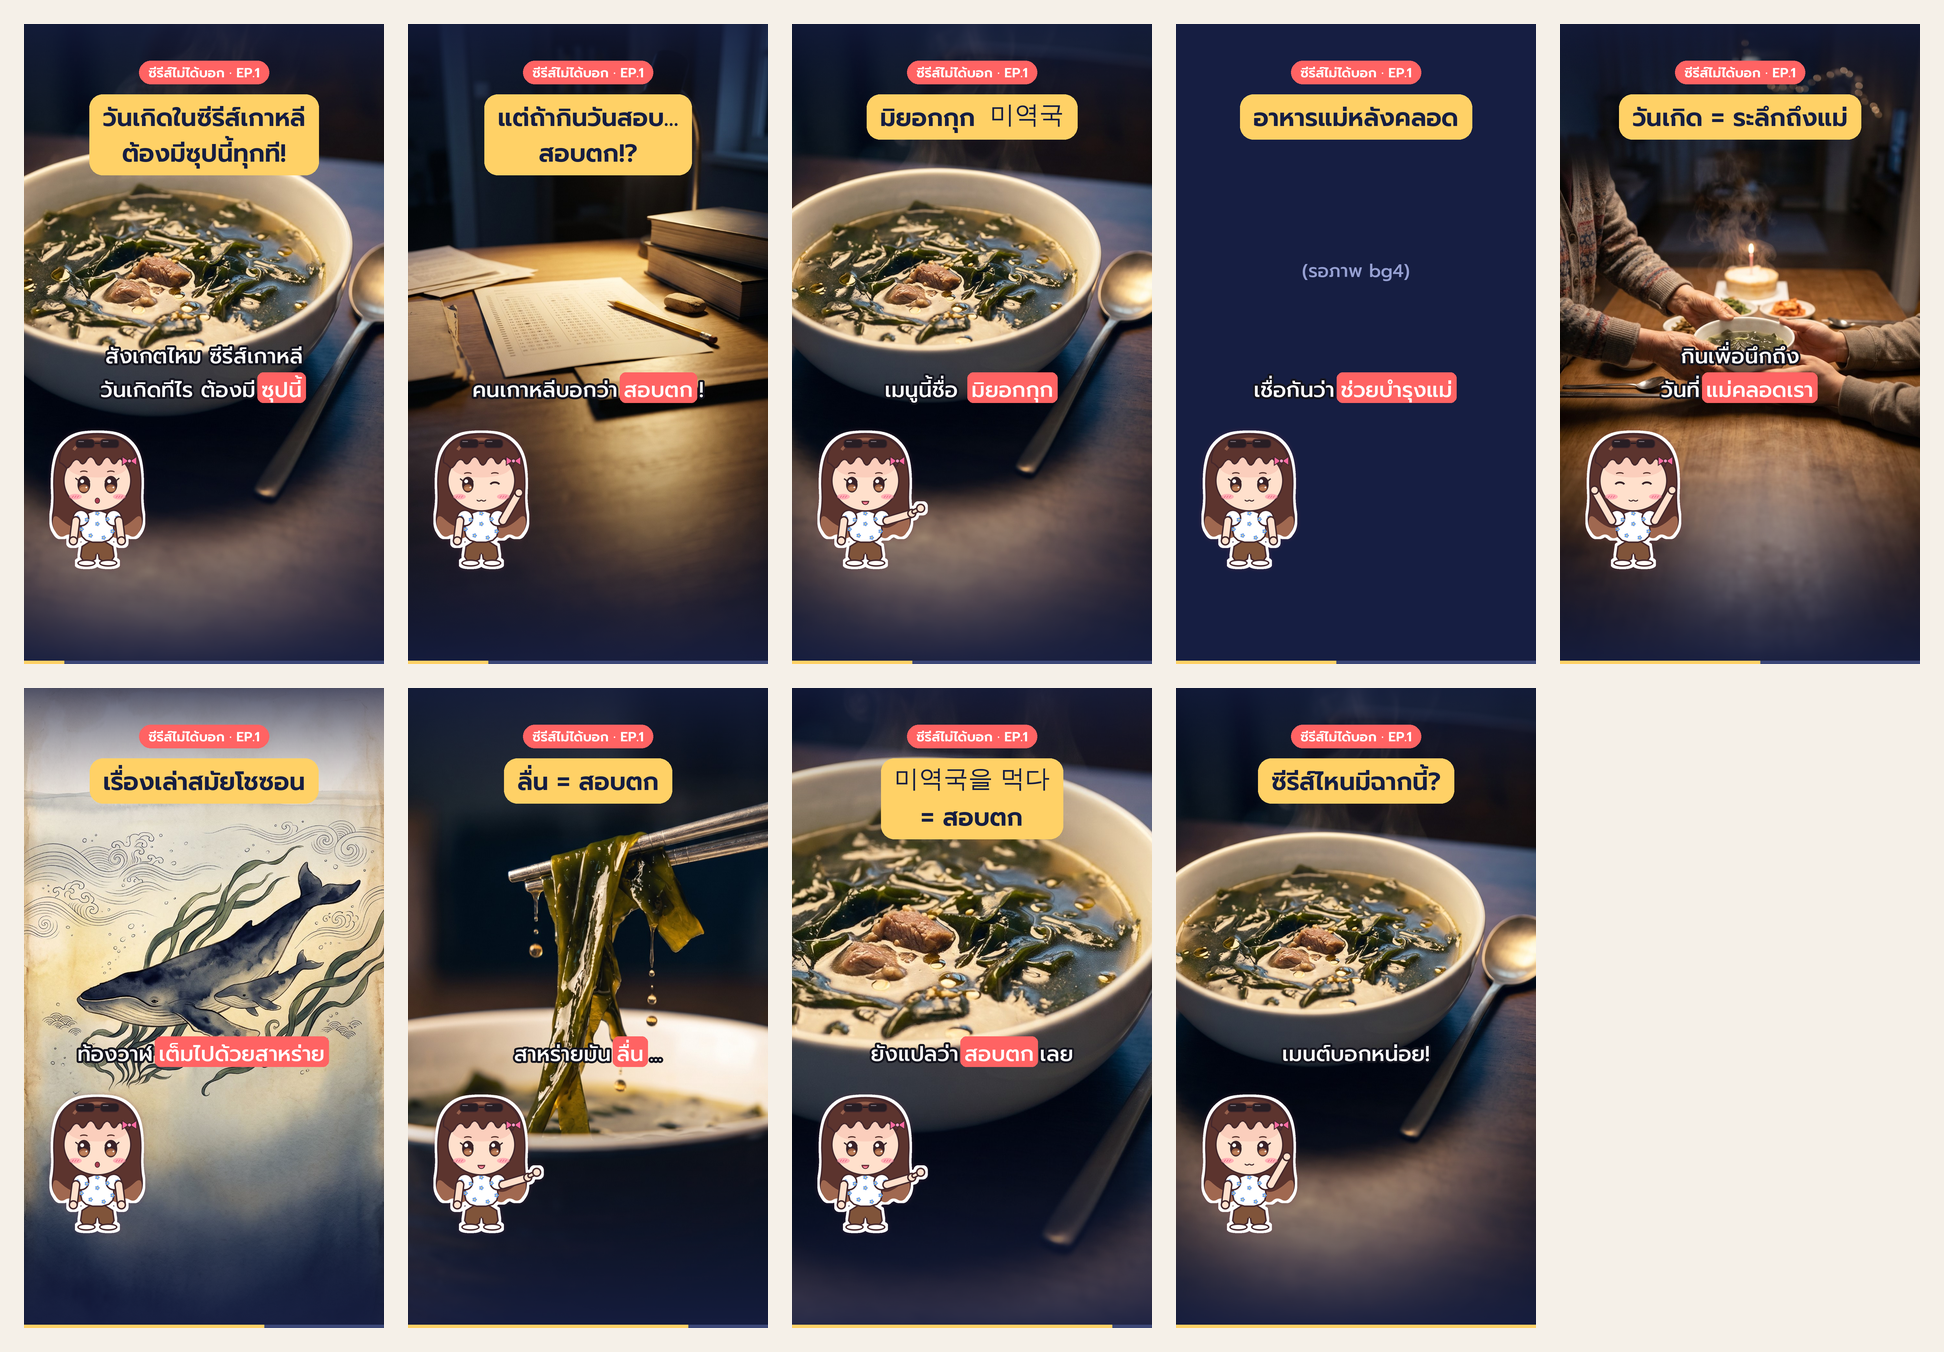 ซีรีส์ไม่ได้บอก · EP.1
วันเกิดในซีรีส์เกาหลี
ต้องมีซุปนี้ทุกที!
สังเกตไหม ซีรีส์เกาหลี
วันเกิดทีไร ต้องมี ซุปนี้
ซีรีส์ไม่ได้บอก · EP.1
แต่ถ้ากินวันสอบ...
สอบตก!?
คนเกาหลีบอกว่า สอบตก !
ซีรีส์ไม่ได้บอก · EP.1
มิยอกกุก 미역국
เมนูนี้ชื่อ มิยอกกุก
ซีรีส์ไม่ได้บอก · EP.1
อาหารแม่หลังคลอด
(รอภาพ bg4)
เชื่อกันว่า ช่วยบำรุงแม่
ซีรีส์ไม่ได้บอก · EP.1
วันเกิด = ระลึกถึงแม่
กินเพื่อนึกถึง
วันที่ แม่คลอดเรา
ซีรีส์ไม่ได้บอก · EP.1
เรื่องเล่าสมัยโชซอน
ท้องวาฬ เต็มไปด้วยสาหร่าย
ซีรีส์ไม่ได้บอก · EP.1
ลื่น = สอบตก
สาหร่ายมัน ลื่น ...
ซีรีส์ไม่ได้บอก · EP.1
미역국을 먹다
= สอบตก
ยังแปลว่า สอบตก เลย
ซีรีส์ไม่ได้บอก · EP.1
ซีรีส์ไหนมีฉากนี้?
เมนต์บอกหน่อย!